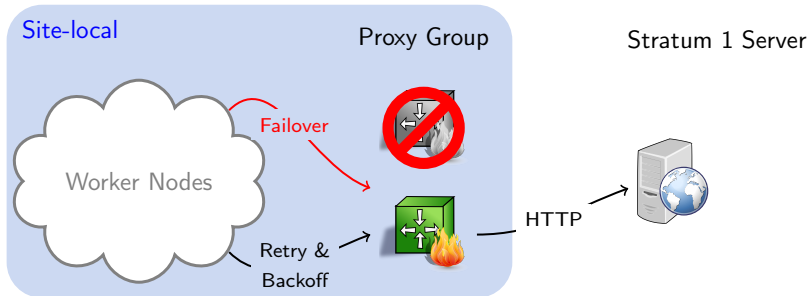 Site-local
Proxy Group
Stratum 1 Server
Failover
Worker Nodes
HTTP
Retry &
Backoff